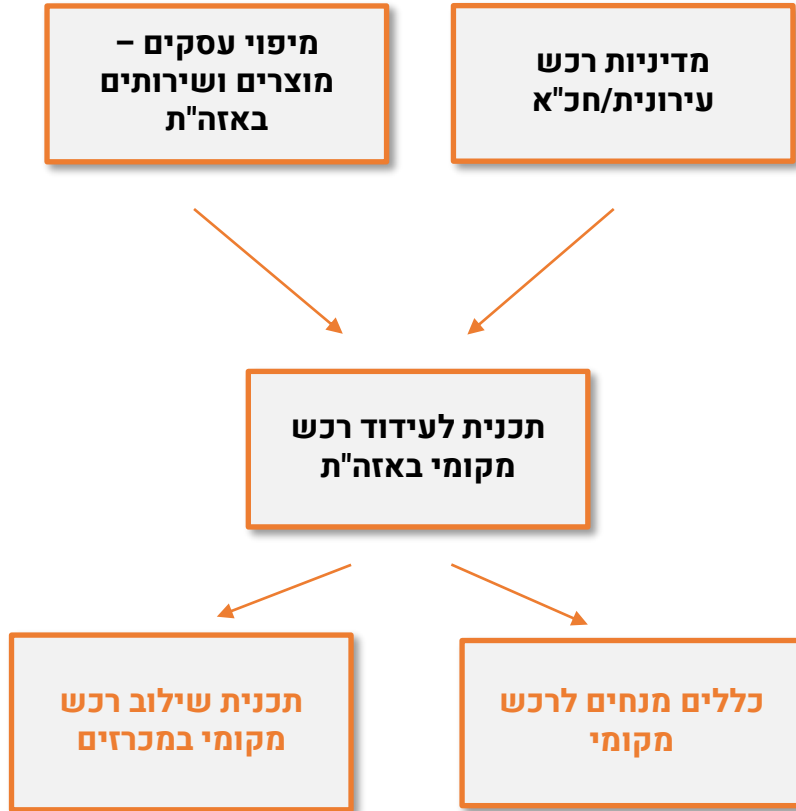 מדיניות רכש
עירונית/חכ"א
מיפוי עסקים –
מוצרים ושירותים
באזה"ת
תכנית לעידוד רכש
מקומי באזה"ת
כללים מנחים לרכש
מקומי
תכנית שילוב רכש
מקומי במכרזים